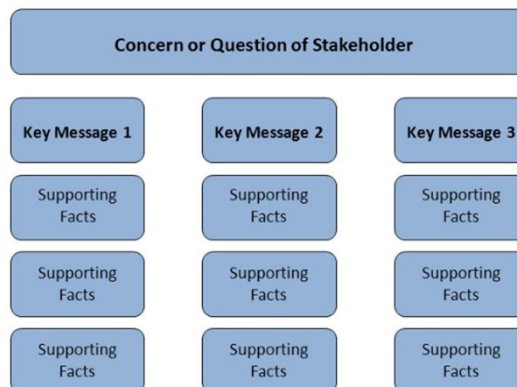 Concern or Question of Stakeholder
Key Message 1
Key Message 2
Key Message 3
Supporting
Facts
Supporting
Facts
Supporting
Facts
Supporting
Facts
Supporting
Facts
Supporting
Facts
Supporting
Facts
Supporting
Facts
Supporting
Facts